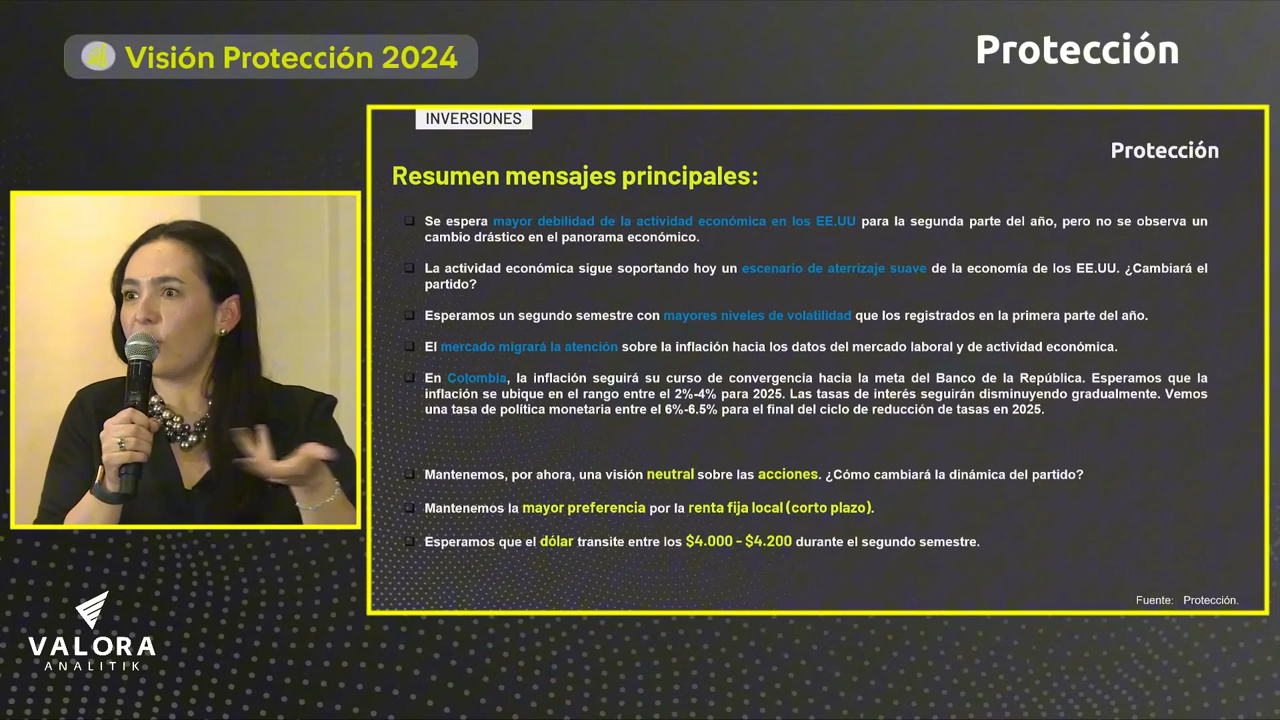 Visión Protección 2024
Protección
INVERSIONES
Protección
Resumen mensajes principales:
Se espera mayor debilidad de la actividad económica en los EE.UU para la segunda parte del año, pero no se observa un
cambio drástico en el panorama económico.
La actividad económica sigue soportando hoy un escenario de aterrizaje suave de la economía de los EE.UU. ¿Cambiará el
partido?
Esperamos un segundo semestre con mayores niveles de volatilidad que los registrados en la primera parte del año.
El mercado migrará la atención sobre la inflación hacia los datos del mercado laboral y de actividad económica.
En Colombia, la inflación seguirá su curso de convergencia hacia la meta del Banco de la República. Esperamos que la
inflación se ubique en el rango entre el 2%-4% para 2025. Las tasas de interés seguirán disminuyendo gradualmente. Vemos
una tasa de política monetaria entre el 6%-6.5% para el final del ciclo de reducción de tasas en 2025.
Mantenemos, por ahora, una visión neutral sobre las acciones. ¿Cómo cambiará la dinámica del partido?
Mantenemos la mayor preferencia por la renta fija local (corto plazo).
Esperamos que el dólar transite entre los $4.000 - $4.200 durante el segundo semestre.
Fuente: Protección.
VALORA
ANALITIK